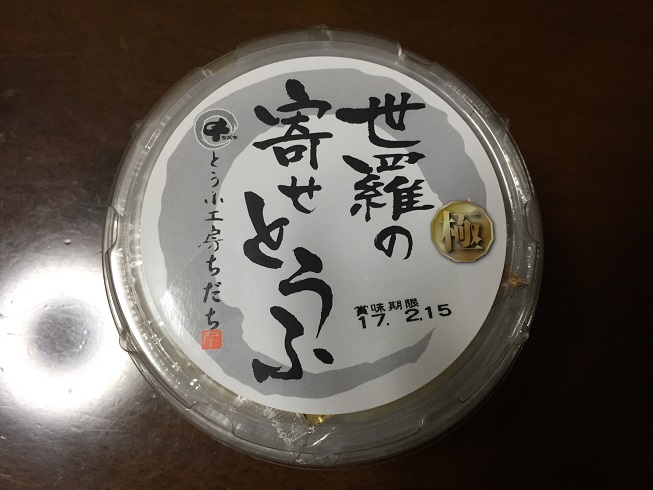 世羅の
寄せとうふ
極
とうふ工房ちだち
賞味期限
17. 2.15